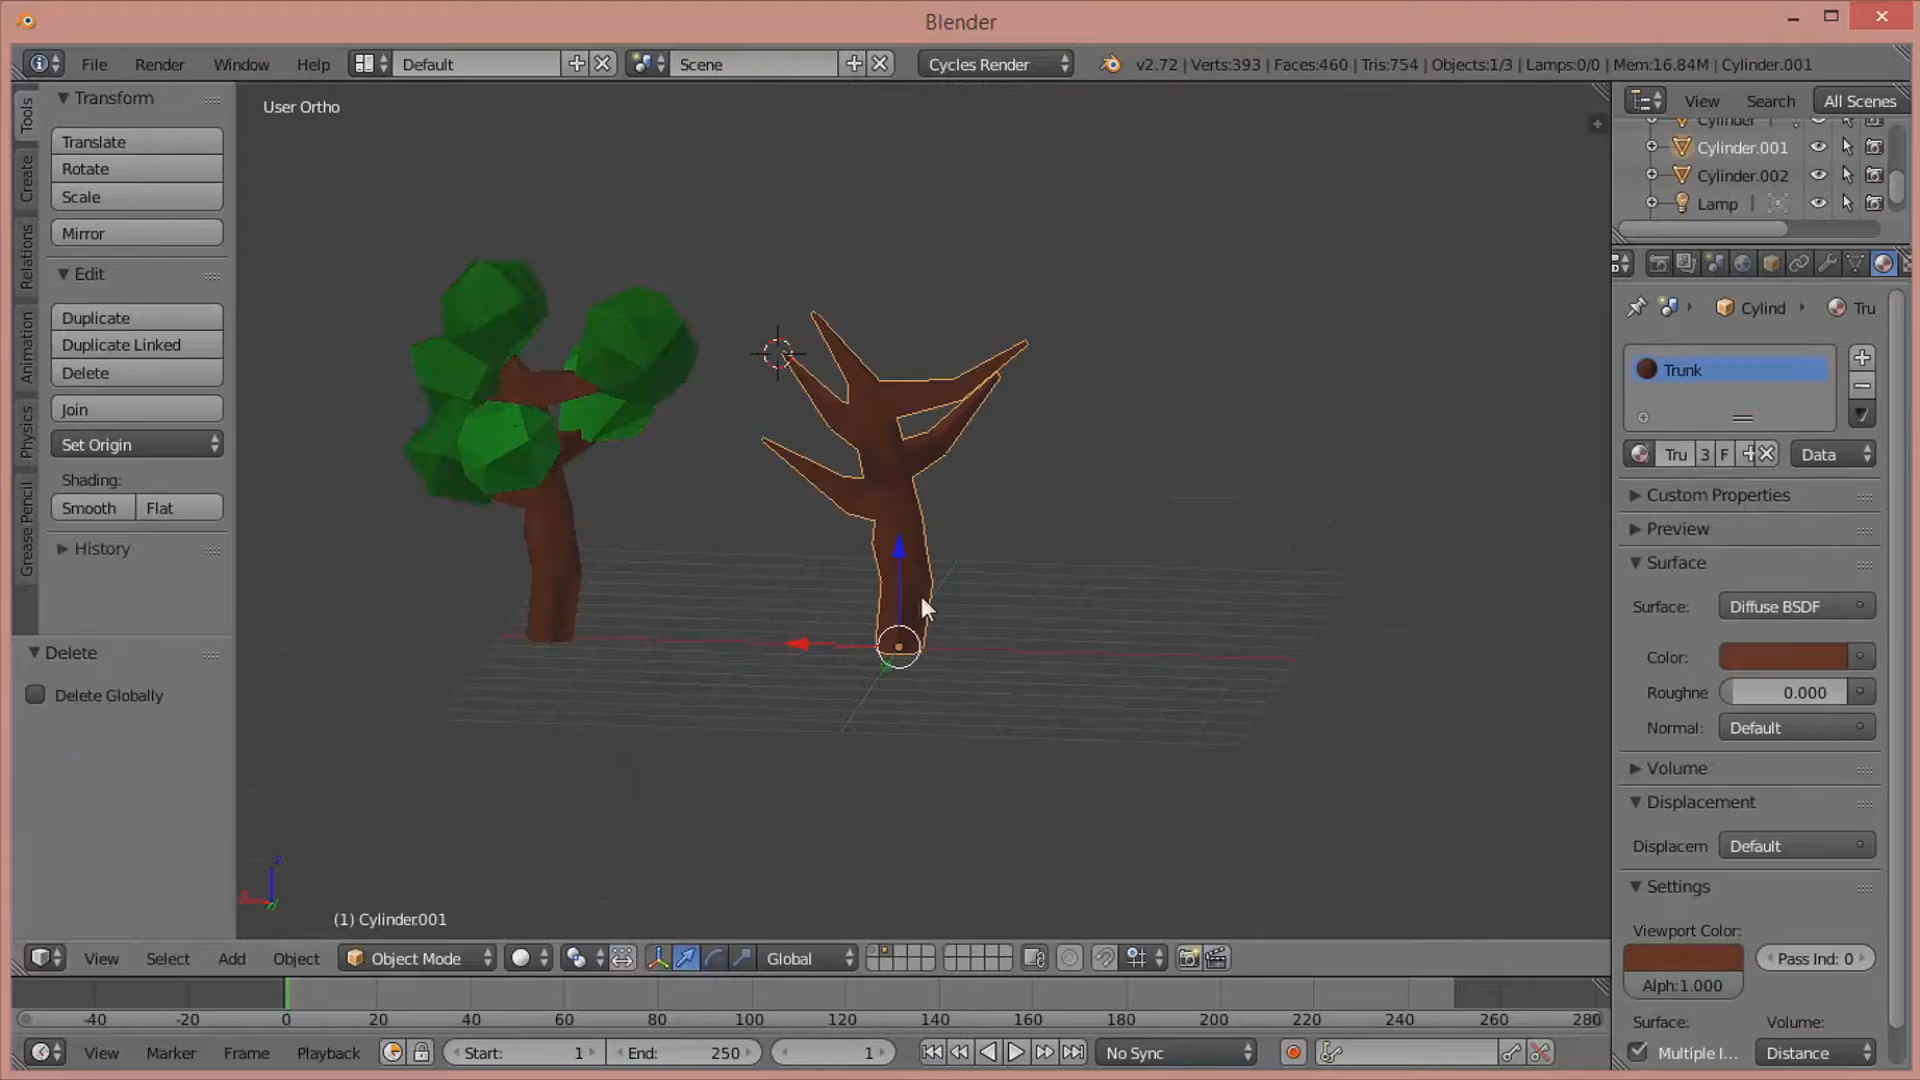 Blender
File Render Window Help Default Scene Cycles Render v2.72 | Verts:393 | Faces:460 | Tris:754 | Objects:1/3 | Lamps:0/0 | Mem:16.84M | Cylinder.001
Tools
Create
Relations
Animation
Physics
Grease Pencil
Transform
Translate
Rotate
Scale
Mirror
Edit
Duplicate
Duplicate Linked
Delete
Join
Set Origin
Shading:
Smooth Flat
History
Delete
Delete Globally
User Ortho
z
(1) Cylinder.001
View Search All Scenes
Cylinder
Cylinder.001
Cylinder.002
Lamp
Cylind Tru
Trunk
Tru 3 F Data
Custom Properties
Preview
Surface
Surface: Diffuse BSDF
Color:
Roughne 0.000
Normal: Default
Volume
Displacement
Displacem Default
Settings
Viewport Color:
Pass Ind: 0
Alph:1.000
Surface: Volume:
Multiple I... Distance
View Select Add Object Object Mode Global
-40 -20 0 20 40 60 80 100 120 140 160 180 200 220 240 260 280
View Marker Frame Playback Start: 1 End: 250 1 No Sync